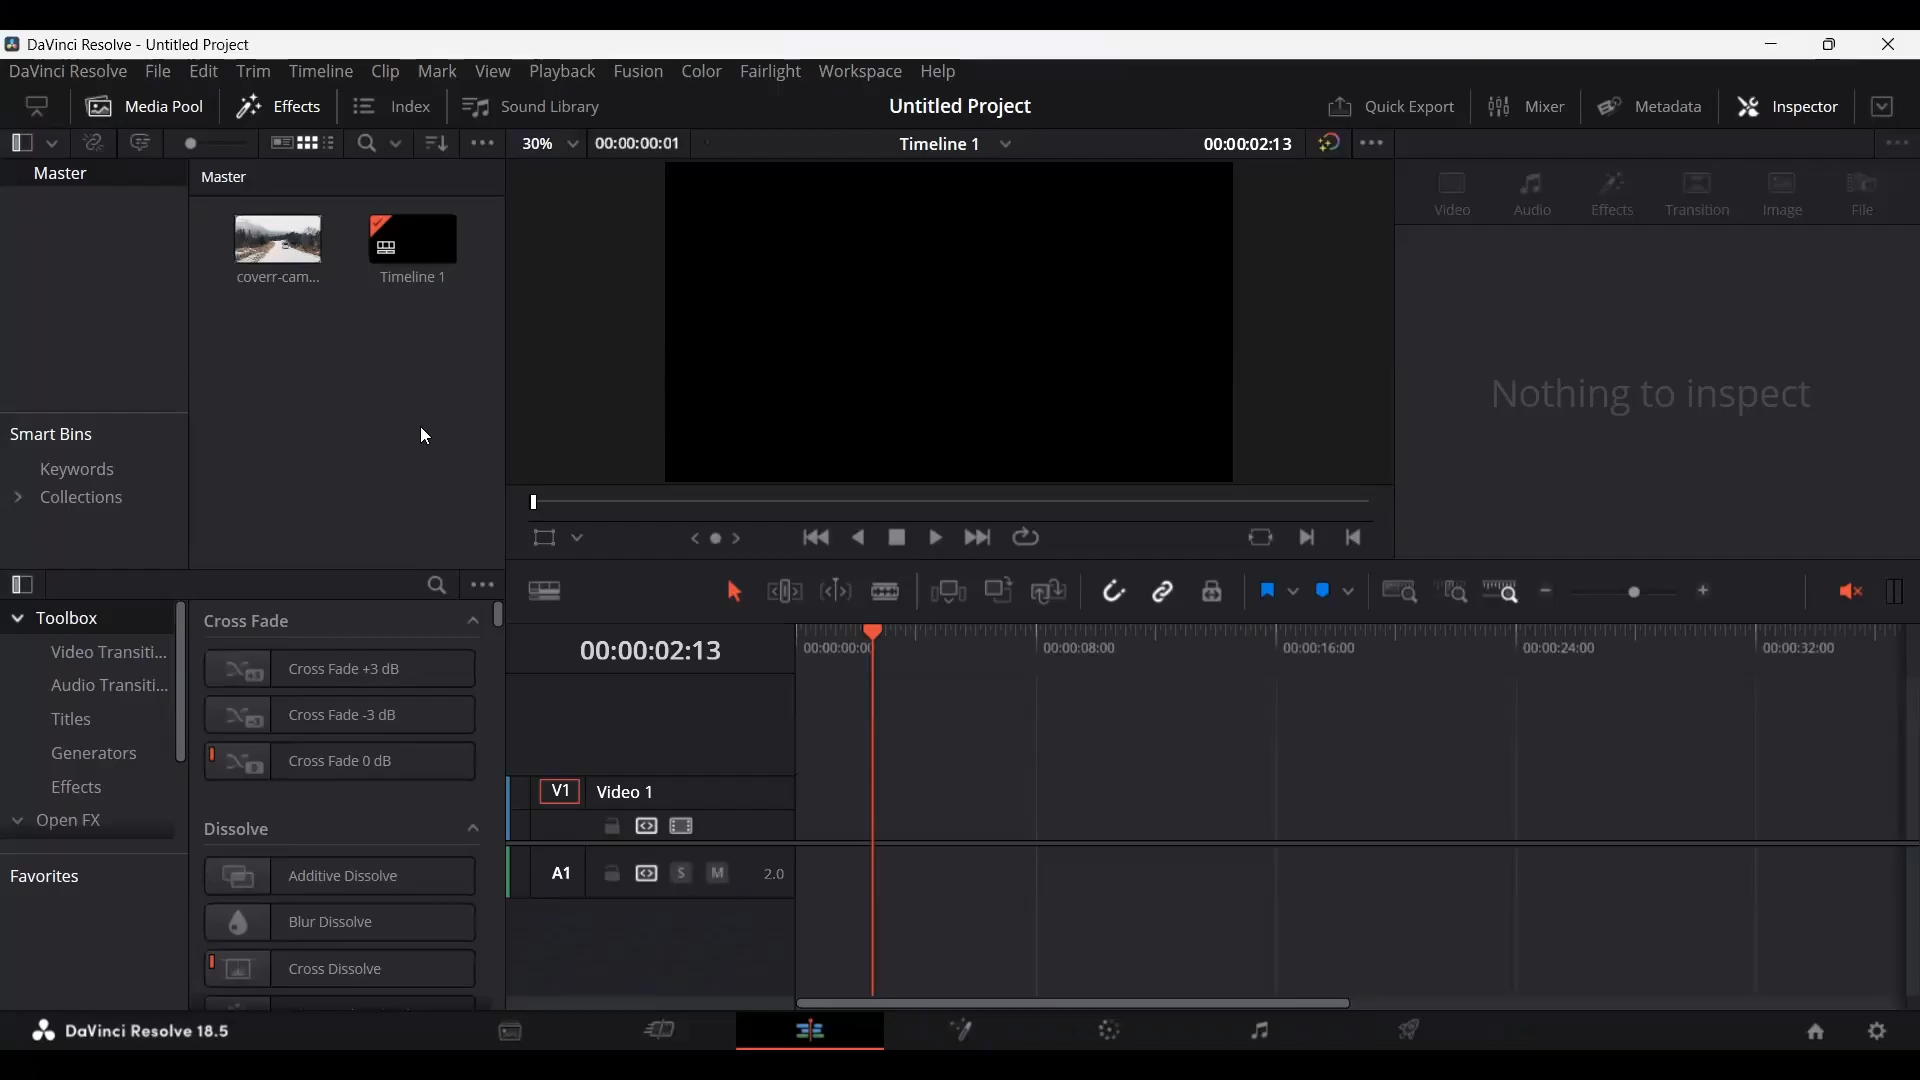 DaVinci Resolve - Untitled Project
DaVinci Resolve File Edit Trim Timeline Clip Mark View Playback Fusion Color Fairlight Workspace Help
Media Pool Effects Index Sound Library Untitled Project Quick Export Mixer Metadata Inspector
30% 00:00:00:01 Timeline 1 00:00:02:13
Master
Master
Video Audio Effects Transition Image File
coverr-cam... Timeline 1
Nothing to inspect
Smart Bins
Keywords
Collections
Toolbox
Video Transiti...
Audio Transiti...
Titles
Generators
Effects
Open FX
Favorites
Cross Fade
Cross Fade +3 dB
Cross Fade -3 dB
Cross Fade 0 dB
Dissolve
Additive Dissolve
Blur Dissolve
Cross Dissolve
00:00:02:13
00:00:00:00 00:00:08:00 00:00:16:00 00:00:24:00 00:00:32:00
V1 Video 1
A1 S M 2.0
DaVinci Resolve 18.5